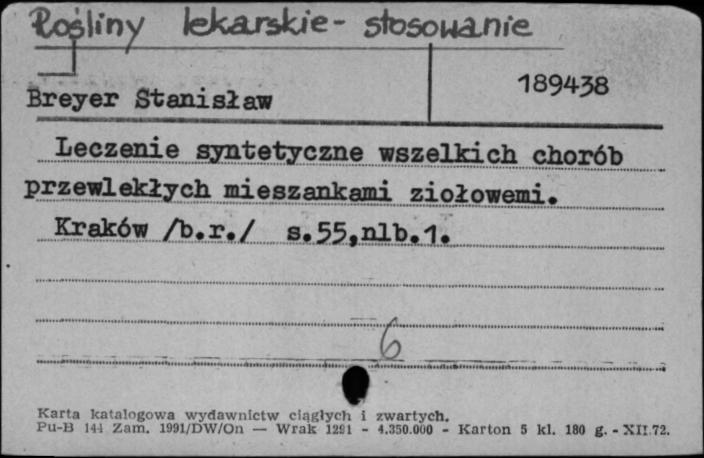 Rośliny lekarskie - stosowanie
189438
Breyer Stanisław
Leczenie syntetyczne wszelkich chorób
przewlekłych mieszankami ziołowemi.
Kraków /b.r./ s.55,nlb.1.
6
Karta katalogowa wydawnictw ciągłych i zwartych.
Pu-B 144 Zam. 1991/DW/On — Wrak 1291 - 4.350.000 - Karton 5 kl. 180 g. - XII.72.